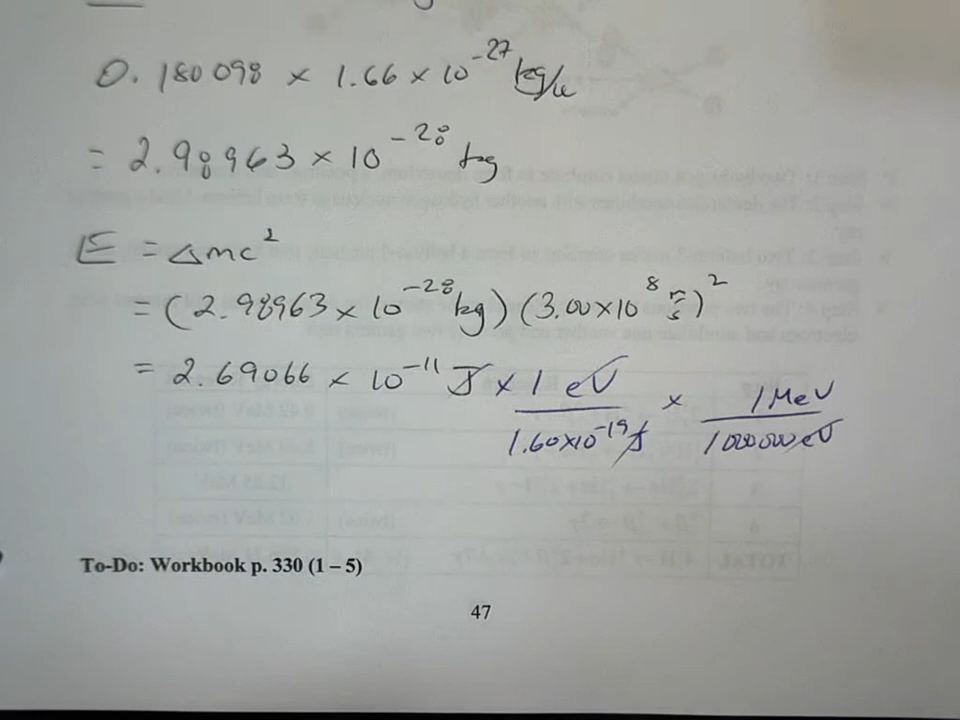 0.180098 × 1.66 × 10^-27 kg/u
= 2.98963 × 10^-28 kg
E = Δmc^2
= (2.98963 × 10^-28 kg) (3.00 × 10^8 m/s)^2
= 2.69066 × 10^-11 J × 1 eV / 1.60×10^-19 J × 1 MeV / 1000000 eV
To-Do: Workbook p. 330 (1 – 5)
47